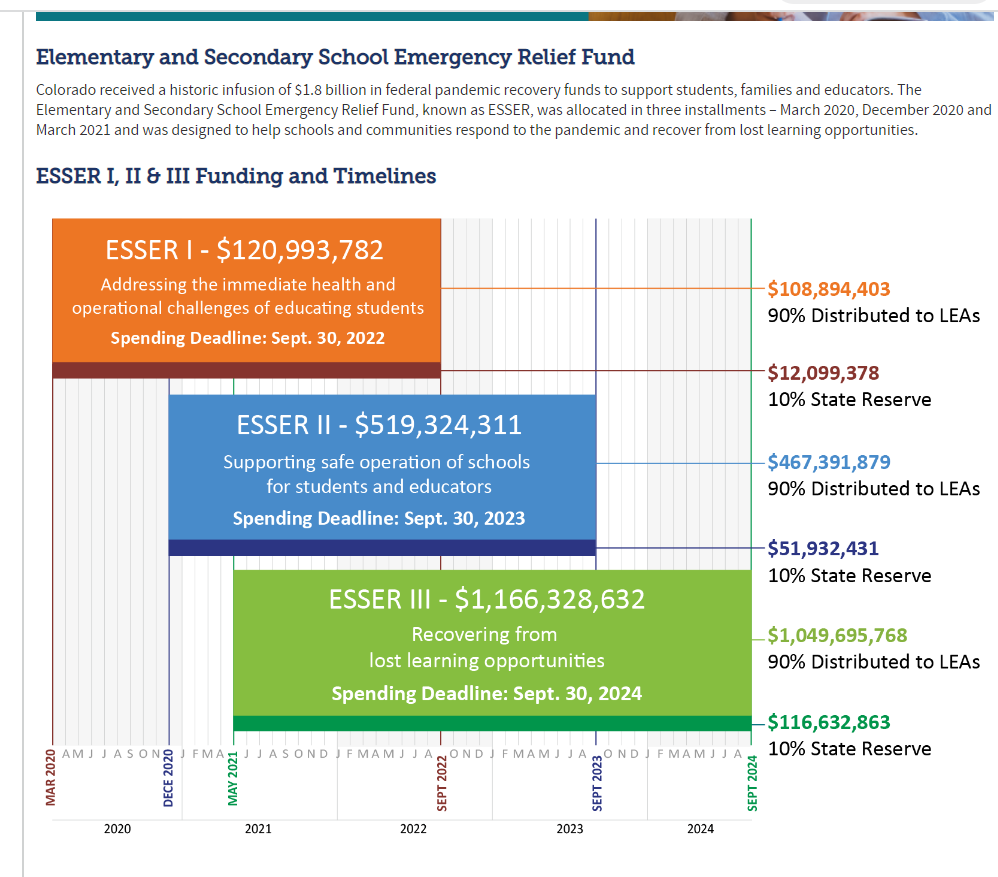 Elementary and Secondary School Emergency Relief Fund
Colorado received a historic infusion of $1.8 billion in federal pandemic recovery funds to support students, families and educators. The
Elementary and Secondary School Emergency Relief Fund, known as ESSER, was allocated in three installments – March 2020, December 2020 and
March 2021 and was designed to help schools and communities respond to the pandemic and recover from lost learning opportunities.
ESSER I, II & III Funding and Timelines
ESSER I - $120,993,782
Addressing the immediate health and
operational challenges of educating students
Spending Deadline: Sept. 30, 2022
$108,894,403
90% Distributed to LEAs
$12,099,378
10% State Reserve
ESSER II - $519,324,311
Supporting safe operation of schools
for students and educators
Spending Deadline: Sept. 30, 2023
$467,391,879
90% Distributed to LEAs
$51,932,431
10% State Reserve
ESSER III - $1,166,328,632
Recovering from
lost learning opportunities
Spending Deadline: Sept. 30, 2024
$1,049,695,768
90% Distributed to LEAs
$116,632,863
10% State Reserve
A M J J A S O N J F M A J J A S O N D J F M A M J J A O N D J F M A M J J A O N D J F M A M J J A
MAR 2020
DECE 2020
MAY 2021
SEPT 2022
SEPT 2023
SEPT 2024
2020 2021 2022 2023 2024